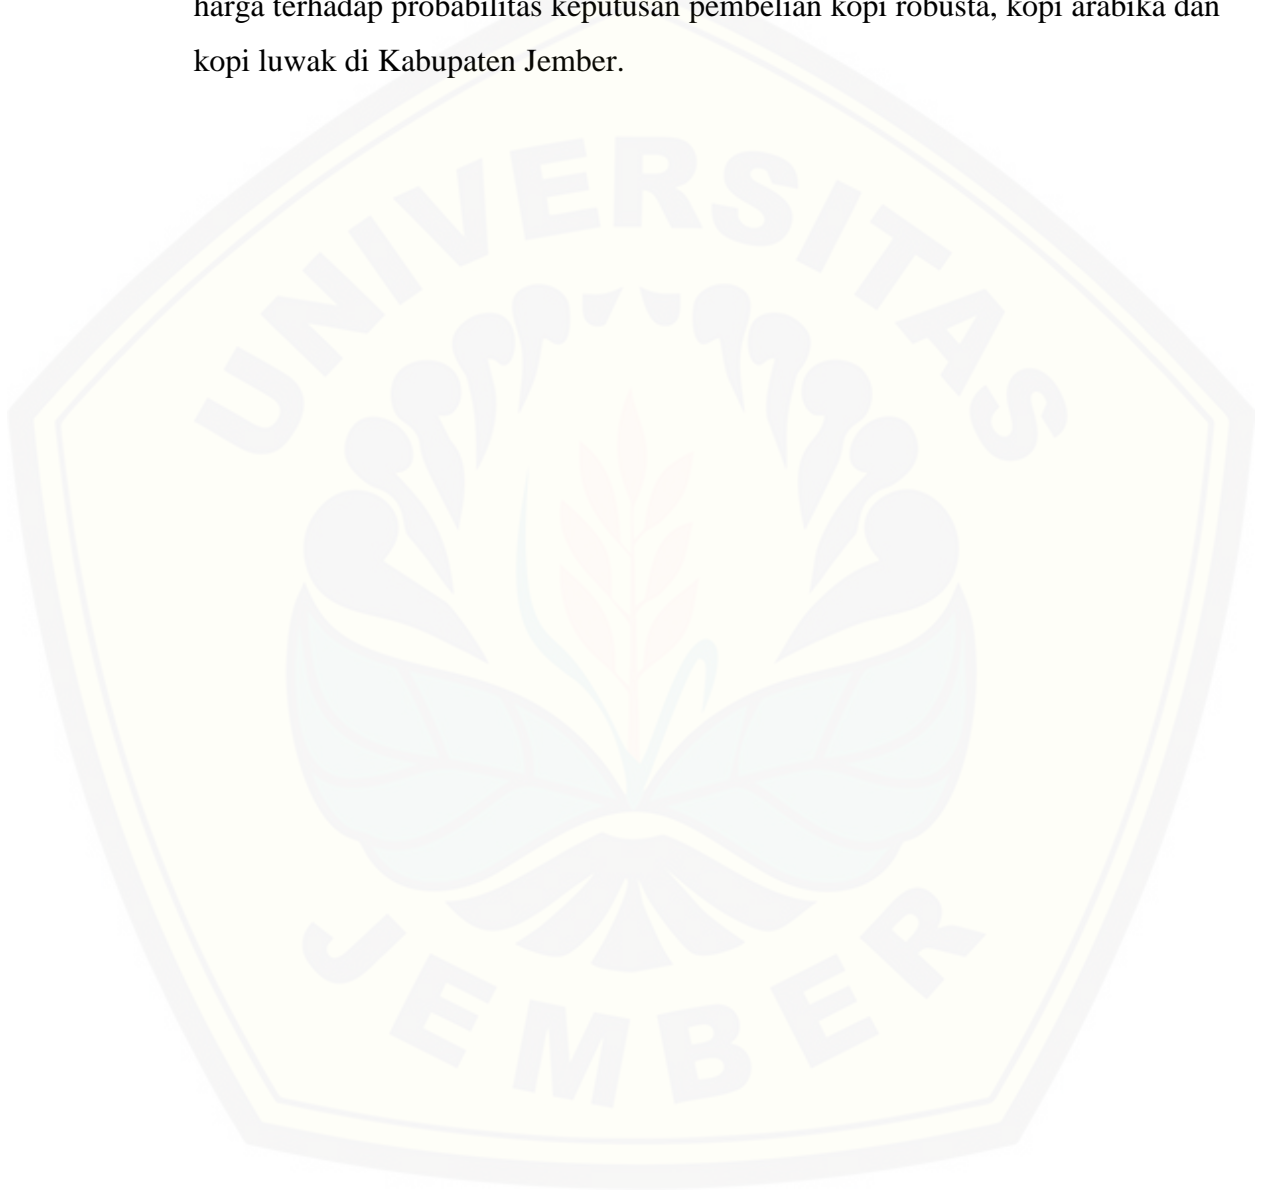 harga terhadap probabilitas keputusan pembelian kopi robusta, kopi arabika dan
kopi luwak di Kabupaten Jember.
UNIVERSITAS
JEMBER